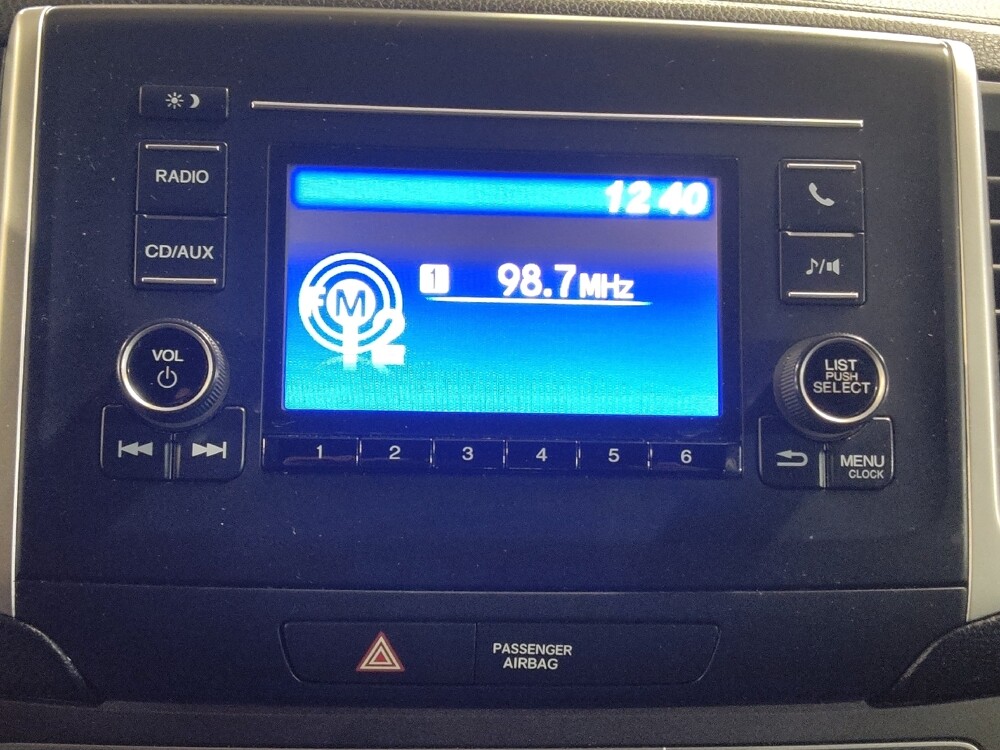 RADIO
CD/AUX
VOL
12 40
FM
2
1 98.7MHz
LIST
PUSH
SELECT
1 2 3 4 5 6
MENU
CLOCK
PASSENGER
AIRBAG